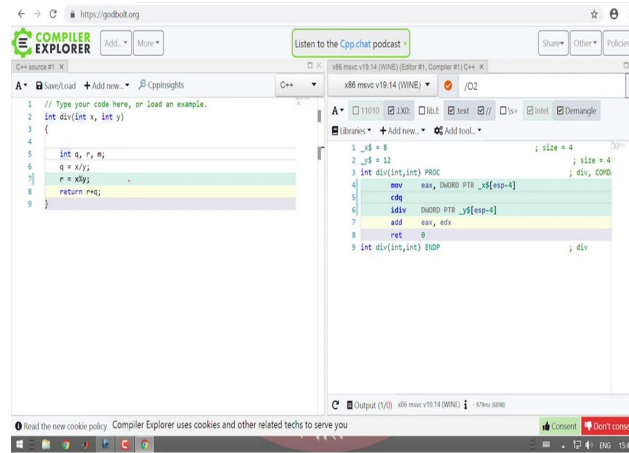 https://godbolt.org
COMPILER
EXPLORER
Add...
More
Listen to the Cpp.chat podcast ×
Share
Other
Policies
C++ source #1 X
x86 msvc v19.14 (WINE) (Editor #1, Compiler #1) C++ X
A Save/Load + Add new... CppInsights C++
x86 msvc v19.14 (WINE) /O2
A 11010 .LX0: lib.f: .text // \s+ Intel Demangle
Libraries + Add new... Add tool...
1 // Type your code here, or load an example.
2 int div(int x, int y)
3 {
4
5 int q, r, m;
6 q = x/y;
7 r = x%y;
8 return r+q;
9 }
1 _x$ = 8 ; size = 4
2 _y$ = 12 ; size = 4
3 int div(int,int) PROC ; div, COMD
4 mov eax, DWORD PTR _x$[esp-4]
5 cdq
6 idiv DWORD PTR _y$[esp-4]
7 add eax, edx
8 ret 0
9 int div(int,int) ENDP ; div
Output (1/0) x86 msvc v19.14 (WINE) i - 979ms (6898)
Read the new cookie policy Compiler Explorer uses cookies and other related techs to serve you
Consent
Don't conse
ENG 15:4